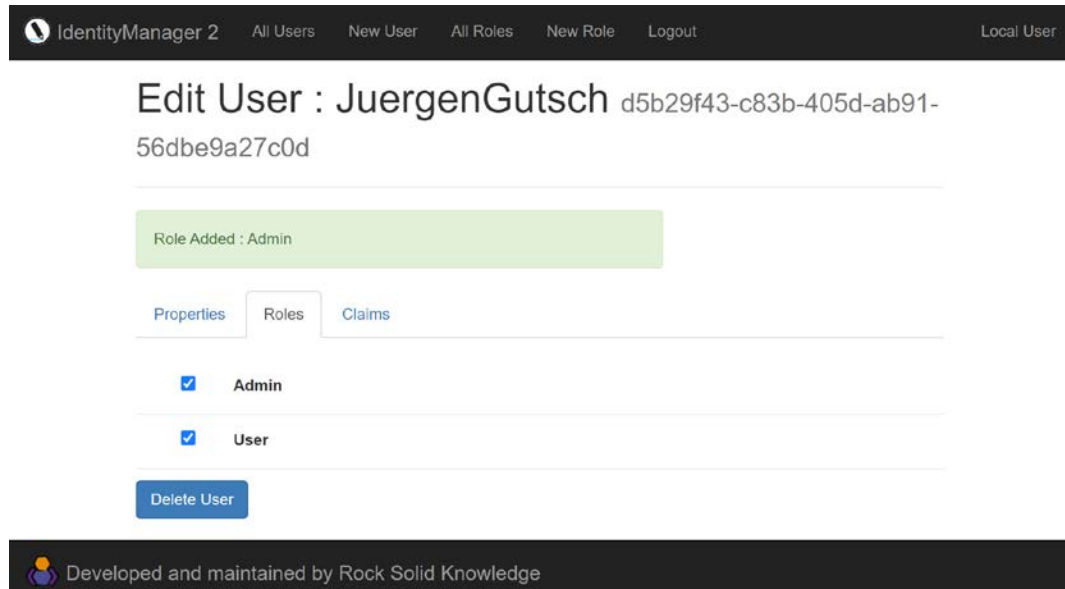 IdentityManager 2 All Users New User All Roles New Role Logout Local User
Edit User : JuergenGutsch d5b29f43-c83b-405d-ab91-
56dbe9a27c0d
Role Added : Admin
Properties Roles Claims
Admin
User
Delete User
Developed and maintained by Rock Solid Knowledge